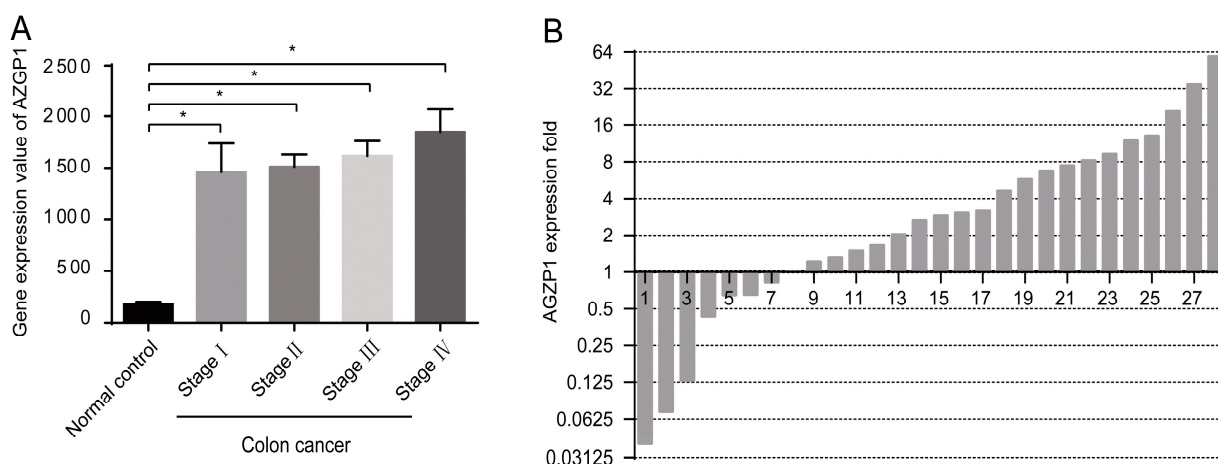 A
Gene expression value of AZGP1
2500
2000
1500
1000
500
0
*
*
*
*
Normal control
Stage I
Stage II
Stage III
Stage IV
Colon cancer
B
AGZP1 expression fold
64
32
16
8
4
2
1
0.5
0.25
0.125
0.0625
0.03125
1 3 5 7 9 11 13 15 17 19 21 23 25 27